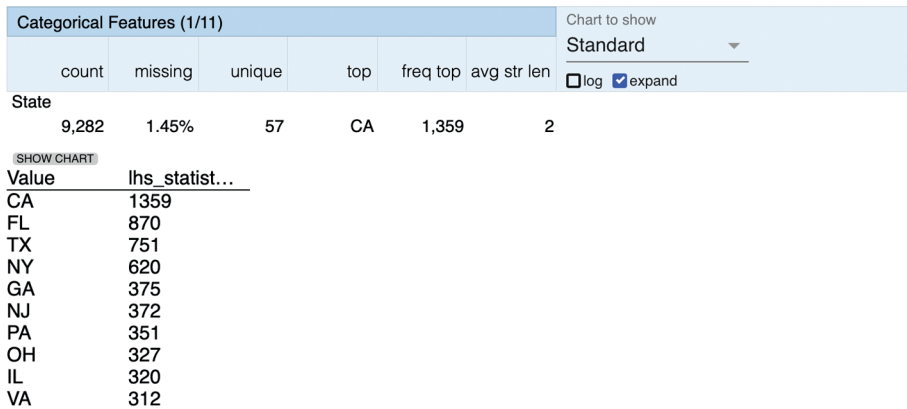 Categorical Features (1/11)
Chart to show
Standard
count missing unique top freq top avg str len
log expand
State
9,282 1.45% 57 CA 1,359 2
SHOW CHART
Value lhs_statist...
CA 1359
FL 870
TX 751
NY 620
GA 375
NJ 372
PA 351
OH 327
IL 320
VA 312